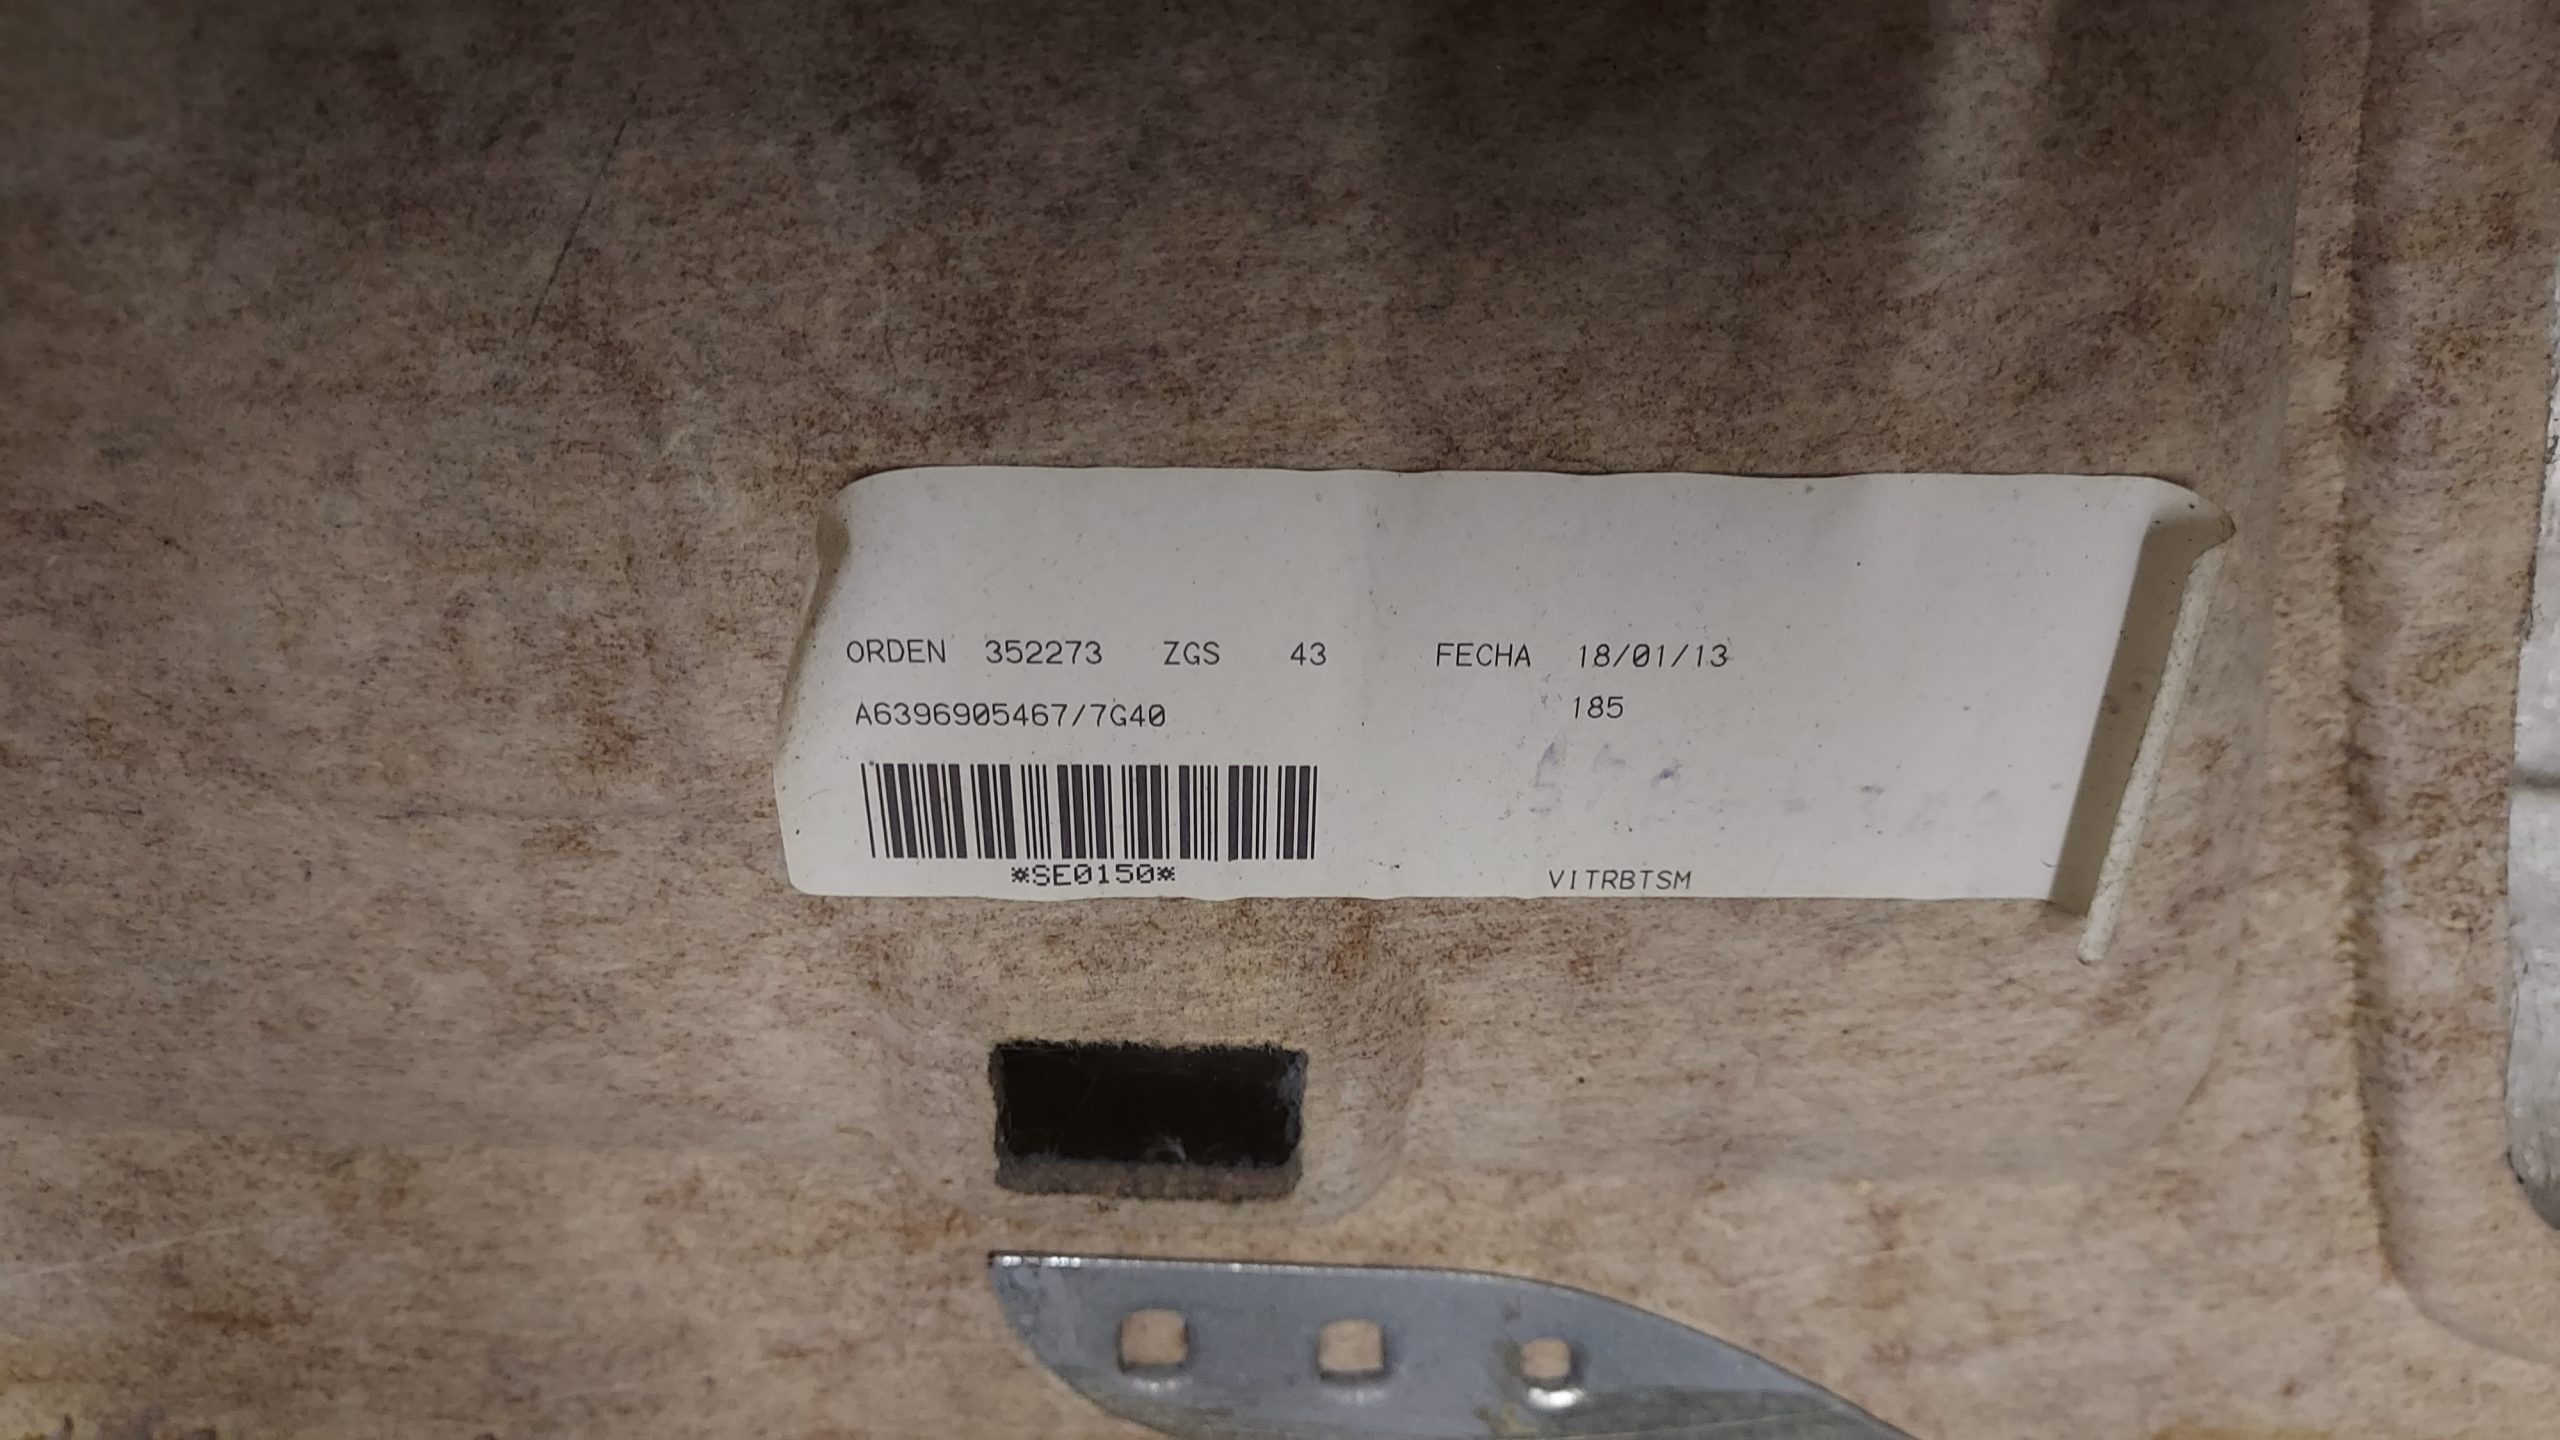 ORDEN 352273 ZGS 43 FECHA 18/01/13
A6396905467/7G40 185
*SE0150*
VITRBTSM